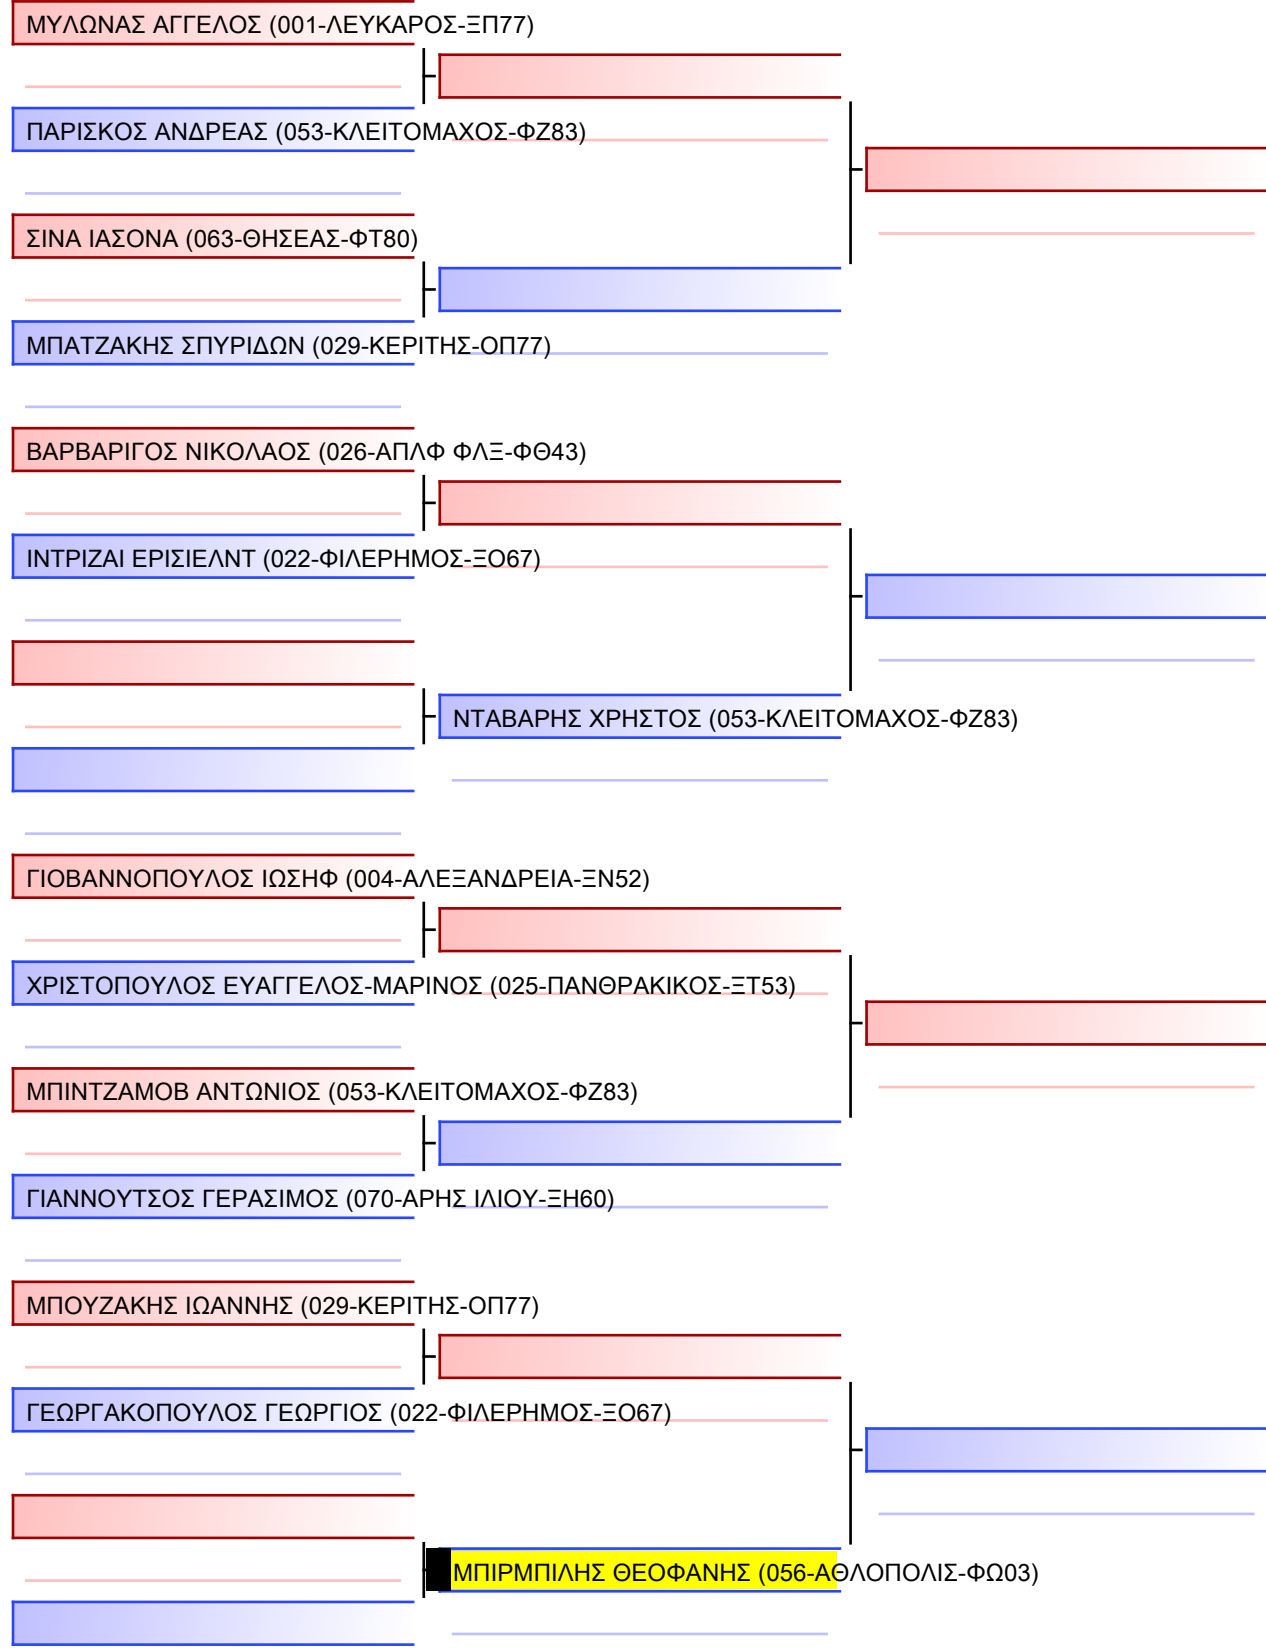 ΜΥΛΩΝΑΣ ΑΓΓΕΛΟΣ (001-ΛΕΥΚΑΡΟΣ-ΞΠ77)
ΠΑΡΙΣΚΟΣ ΑΝΔΡΕΑΣ (053-ΚΛΕΙΤΟΜΑΧΟΣ-ΦΖ83)
ΣΙΝΑ ΙΑΣΟΝΑ (063-ΘΗΣΕΑΣ-ΦΤ80)
ΜΠΑΤΖΑΚΗΣ ΣΠΥΡΙΔΩΝ (029-ΚΕΡΙΤΗΣ-ΟΠ77)
ΒΑΡΒΑΡΙΓΟΣ ΝΙΚΟΛΑΟΣ (026-ΑΠΛΦ ΦΛΞ-ΦΘ43)
ΙΝΤΡΙΖΑΙ ΕΡΙΣΙΕΛΝΤ (022-ΦΙΛΕΡΗΜΟΣ-ΞΟ67)
ΝΤΑΒΑΡΗΣ ΧΡΗΣΤΟΣ (053-ΚΛΕΙΤΟΜΑΧΟΣ-ΦΖ83)
ΓΙΟΒΑΝΝΟΠΟΥΛΟΣ ΙΩΣΗΦ (004-ΑΛΕΞΑΝΔΡΕΙΑ-ΞΝ52)
ΧΡΙΣΤΟΠΟΥΛΟΣ ΕΥΑΓΓΕΛΟΣ-ΜΑΡΙΝΟΣ (025-ΠΑΝΘΡΑΚΙΚΟΣ-ΞΤ53)
ΜΠΙΝΤΖΑΜΟΒ ΑΝΤΩΝΙΟΣ (053-ΚΛΕΙΤΟΜΑΧΟΣ-ΦΖ83)
ΓΙΑΝΝΟΥΤΣΟΣ ΓΕΡΑΣΙΜΟΣ (070-ΑΡΗΣ ΙΛΙΟΥ-ΞΗ60)
ΜΠΟΥΖΑΚΗΣ ΙΩΑΝΝΗΣ (029-ΚΕΡΙΤΗΣ-ΟΠ77)
ΓΕΩΡΓΑΚΟΠΟΥΛΟΣ ΓΕΩΡΓΙΟΣ (022-ΦΙΛΕΡΗΜΟΣ-ΞΟ67)
ΜΠΙΡΜΠΙΛΗΣ ΘΕΟΦΑΝΗΣ (056-ΑΘΛΟΠΟΛΙΣ-ΦΩ03)